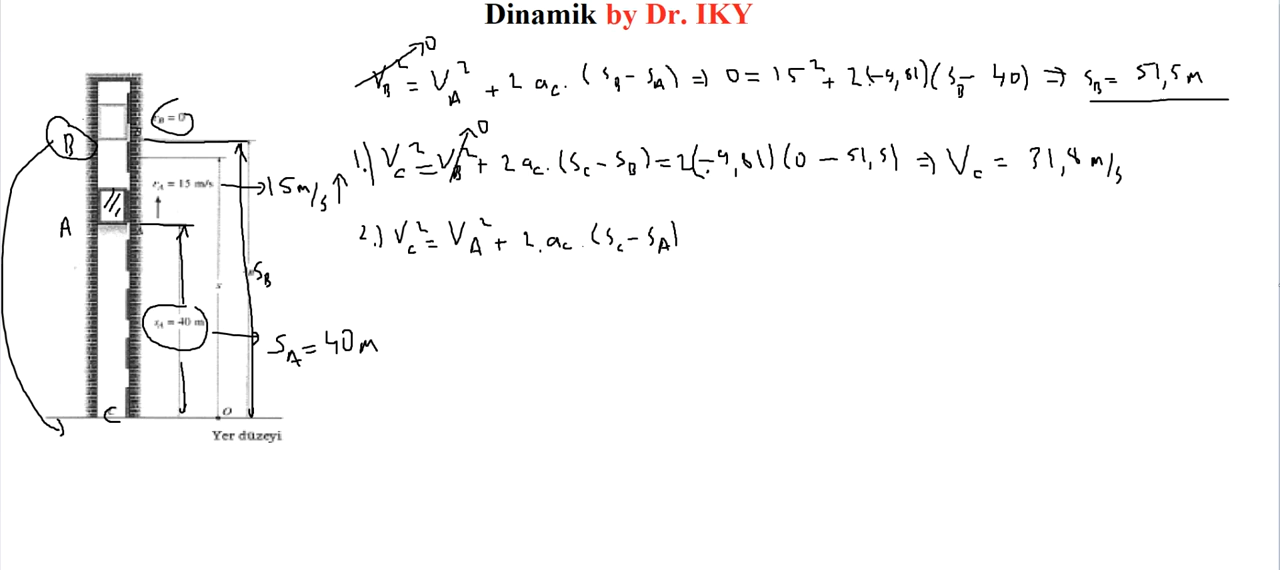 Dinamik by Dr. IKY
V_B² = V_A² + 2 a_c . (s_B - s_A) ⇒ 0 = 15² + 2(-9,81)(s_B - 40) ⇒ s_B = 51,5 m
→ 0
1.) V_c² = V_B² + 2 a_c . (s_c - s_B) = 2(-9,81)(0 - 51,5) ⇒ V_c = 31,8 m/s
→ 0
2.) V_c² = V_A² + 2. a_c . (s_c - s_A)
v_B = 0
B
v_A = 15 m/s → 15 m/s ↑
A
s_B
s
s_A = 40 m → s_A = 40 m
C
O
Yer düzeyi